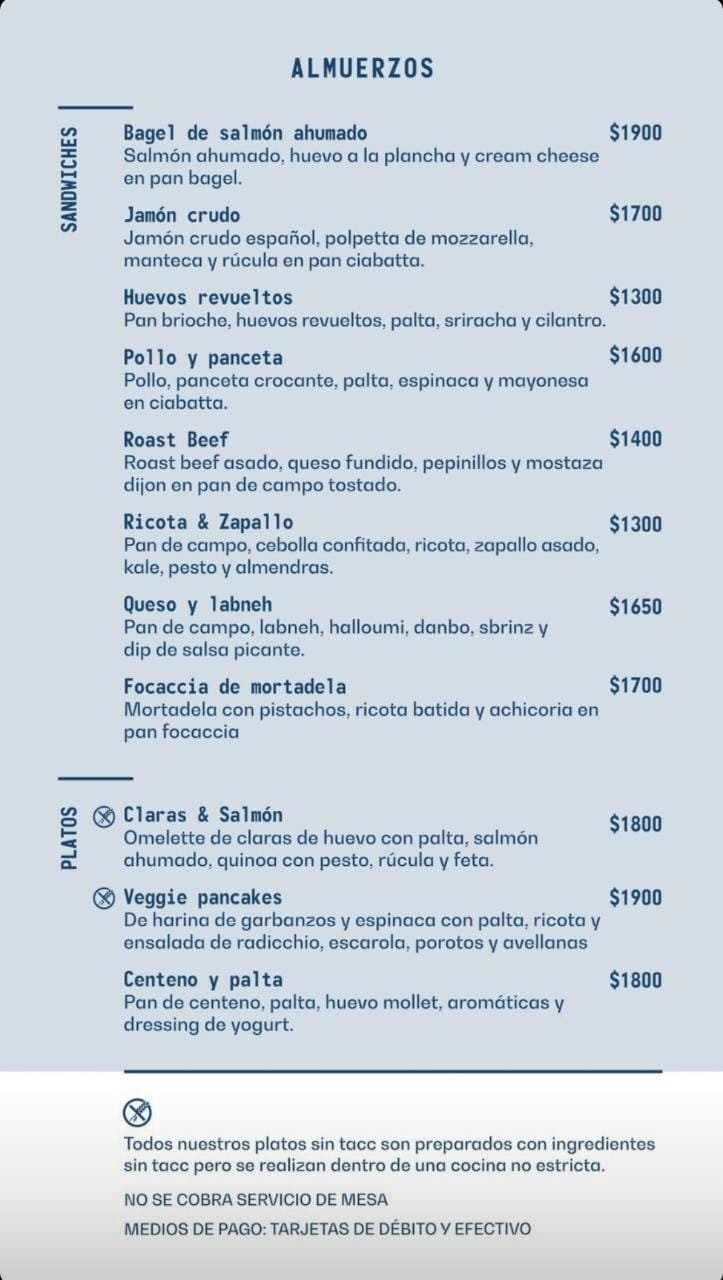 ALMUERZOS
SANDWICHES
Bagel de salmón ahumado $1900
Salmón ahumado, huevo a la plancha y cream cheese
en pan bagel.
Jamón crudo $1700
Jamón crudo español, polpetta de mozzarella,
manteca y rúcula en pan ciabatta.
Huevos revueltos $1300
Pan brioche, huevos revueltos, palta, sriracha y cilantro.
Pollo y panceta $1600
Pollo, panceta crocante, palta, espinaca y mayonesa
en ciabatta.
Roast Beef $1400
Roast beef asado, queso fundido, pepinillos y mostaza
dijon en pan de campo tostado.
Ricota & Zapallo $1300
Pan de campo, cebolla confitada, ricota, zapallo asado,
kale, pesto y almendras.
Queso y labneh $1650
Pan de campo, labneh, halloumi, danbo, sbrinz y
dip de salsa picante.
Focaccia de mortadela $1700
Mortadela con pistachos, ricota batida y achicoria en
pan focaccia
PLATOS
Claras & Salmón $1800
Omelette de claras de huevo con palta, salmón
ahumado, quinoa con pesto, rúcula y feta.
Veggie pancakes $1900
De harina de garbanzos y espinaca con palta, ricota y
ensalada de radicchio, escarola, porotos y avellanas
Centeno y palta $1800
Pan de centeno, palta, huevo mollet, aromáticas y
dressing de yogurt.
Todos nuestros platos sin tacc son preparados con ingredientes
sin tacc pero se realizan dentro de una cocina no estricta.
NO SE COBRA SERVICIO DE MESA
MEDIOS DE PAGO: TARJETAS DE DÉBITO Y EFECTIVO